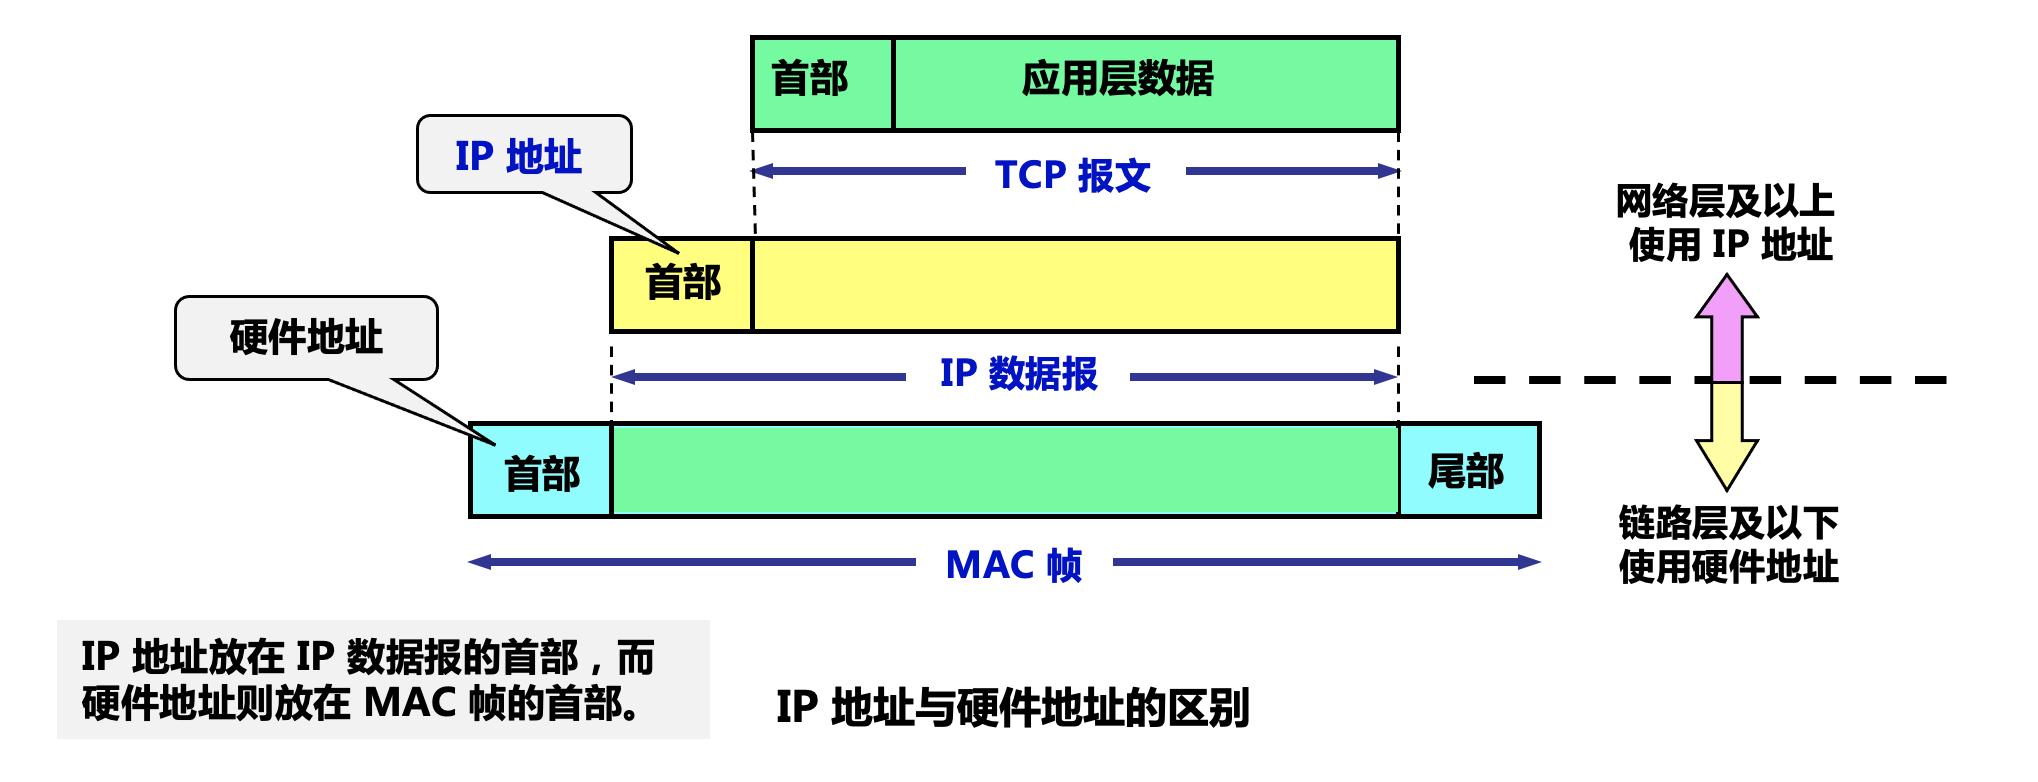 首部
应用层数据
IP 地址
TCP 报文
网络层及以上
使用 IP 地址
首部
硬件地址
IP 数据报
首部
尾部
链路层及以下
使用硬件地址
MAC 帧
IP 地址放在 IP 数据报的首部，而
硬件地址则放在 MAC 帧的首部。
IP 地址与硬件地址的区别